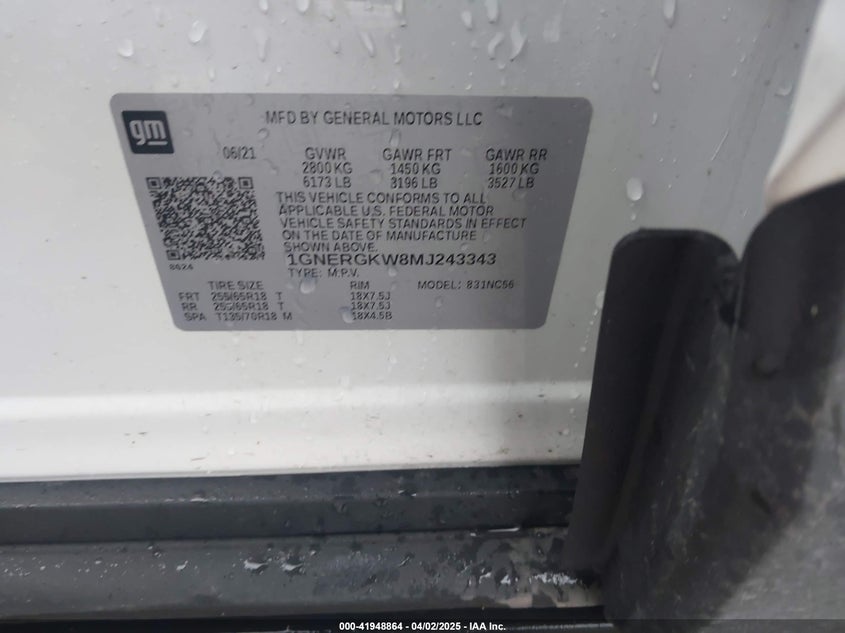 gm
MFD BY GENERAL MOTORS LLC
06/21 GVWR GAWR FRT GAWR RR
2800 KG 1450 KG 1600 KG
6173 LB 3196 LB 3527 LB
THIS VEHICLE CONFORMS TO ALL
APPLICABLE U.S. FEDERAL MOTOR
VEHICLE SAFETY STANDARDS IN EFFECT
ON THE DATE OF MANUFACTURE
SHOWN ABOVE.
8624
1GNERGKW8MJ243343
TYPE: M.P.V.
TIRE SIZE RIM MODEL: 831NC56
FRT 255/65R18 T 18X7.5J
RR 255/65R18 T 18X7.5J
SPA T135/70R18 M 18X4.5B
000-41948864 - 04/02/2025 - IAA Inc.